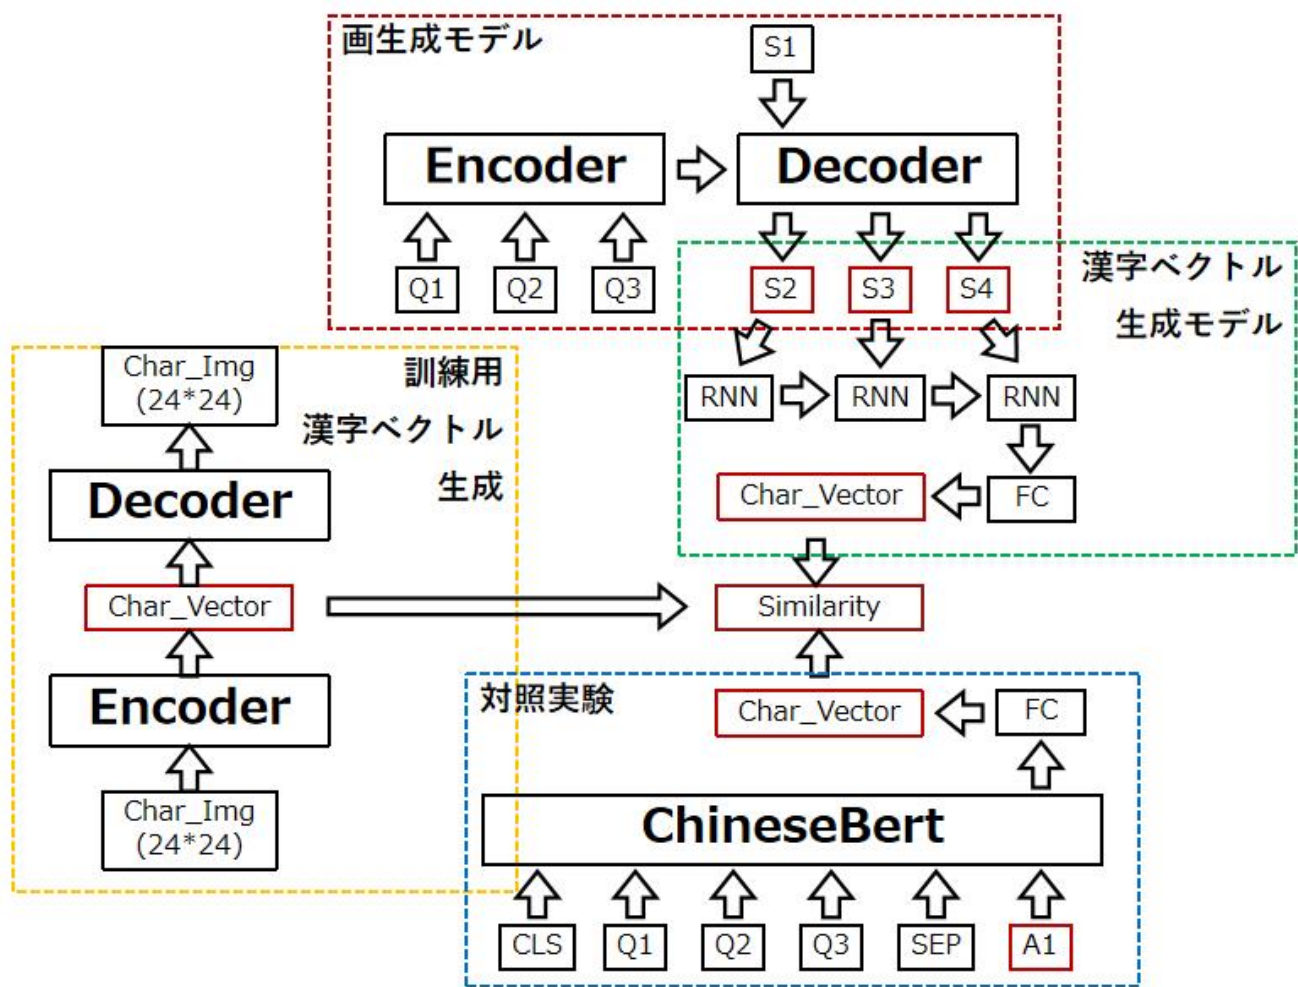 画生成モデル
S1
Encoder
Decoder
Q1
Q2
Q3
S2
S3
S4
漢字ベクトル
生成モデル
RNN
RNN
RNN
Char_Vector
FC
Char_Img
(24*24)
訓練用
漢字ベクトル
生成
Decoder
Char_Vector
Encoder
Char_Img
(24*24)
Similarity
対照実験
Char_Vector
FC
ChineseBert
CLS
Q1
Q2
Q3
SEP
A1